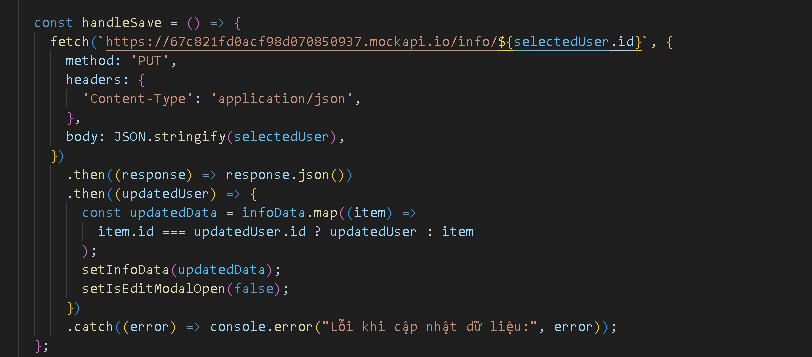 const handleSave = () => {
fetch(`https://67c821fd0acf98d070850937.mockapi.io/info/${selectedUser.id}`, {
method: 'PUT',
headers: {
'Content-Type': 'application/json',
},
body: JSON.stringify(selectedUser),
})
.then((response) => response.json())
.then((updatedUser) => {
const updatedData = infoData.map((item) =>
item.id === updatedUser.id ? updatedUser : item
);
setInfoData(updatedData);
setIsEditModalOpen(false);
})
.catch((error) => console.error("Lỗi khi cập nhật dữ liệu:", error));
};